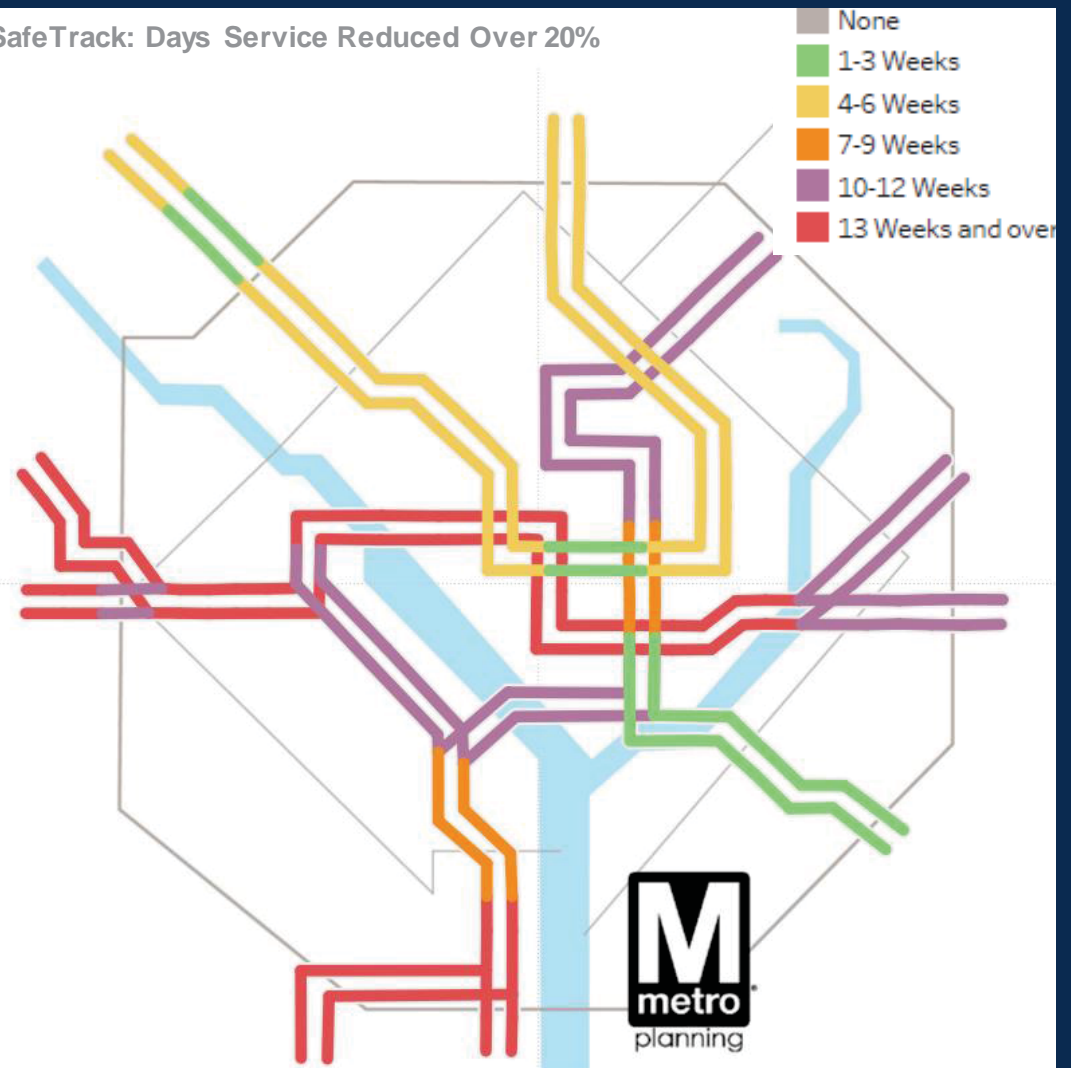 SafeTrack: Days Service Reduced Over 20%
None
1-3 Weeks
4-6 Weeks
7-9 Weeks
10-12 Weeks
13 Weeks and over
M
metro
planning